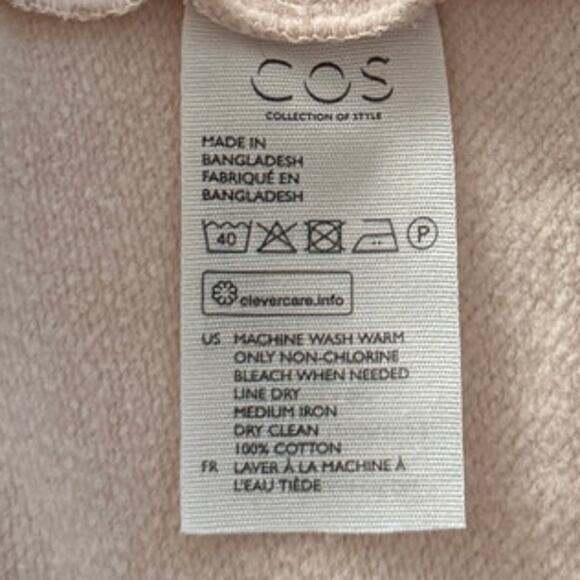 COS
COLLECTION OF STYLE
MADE IN
BANGLADESH
FABRIQUÉ EN
BANGLADESH
40 P
clevercare.info
US MACHINE WASH WARM
ONLY NON-CHLORINE
BLEACH WHEN NEEDED
LINE DRY
MEDIUM IRON
DRY CLEAN
100% COTTON
FR LAVER À LA MACHINE À
L'EAU TIÈDE